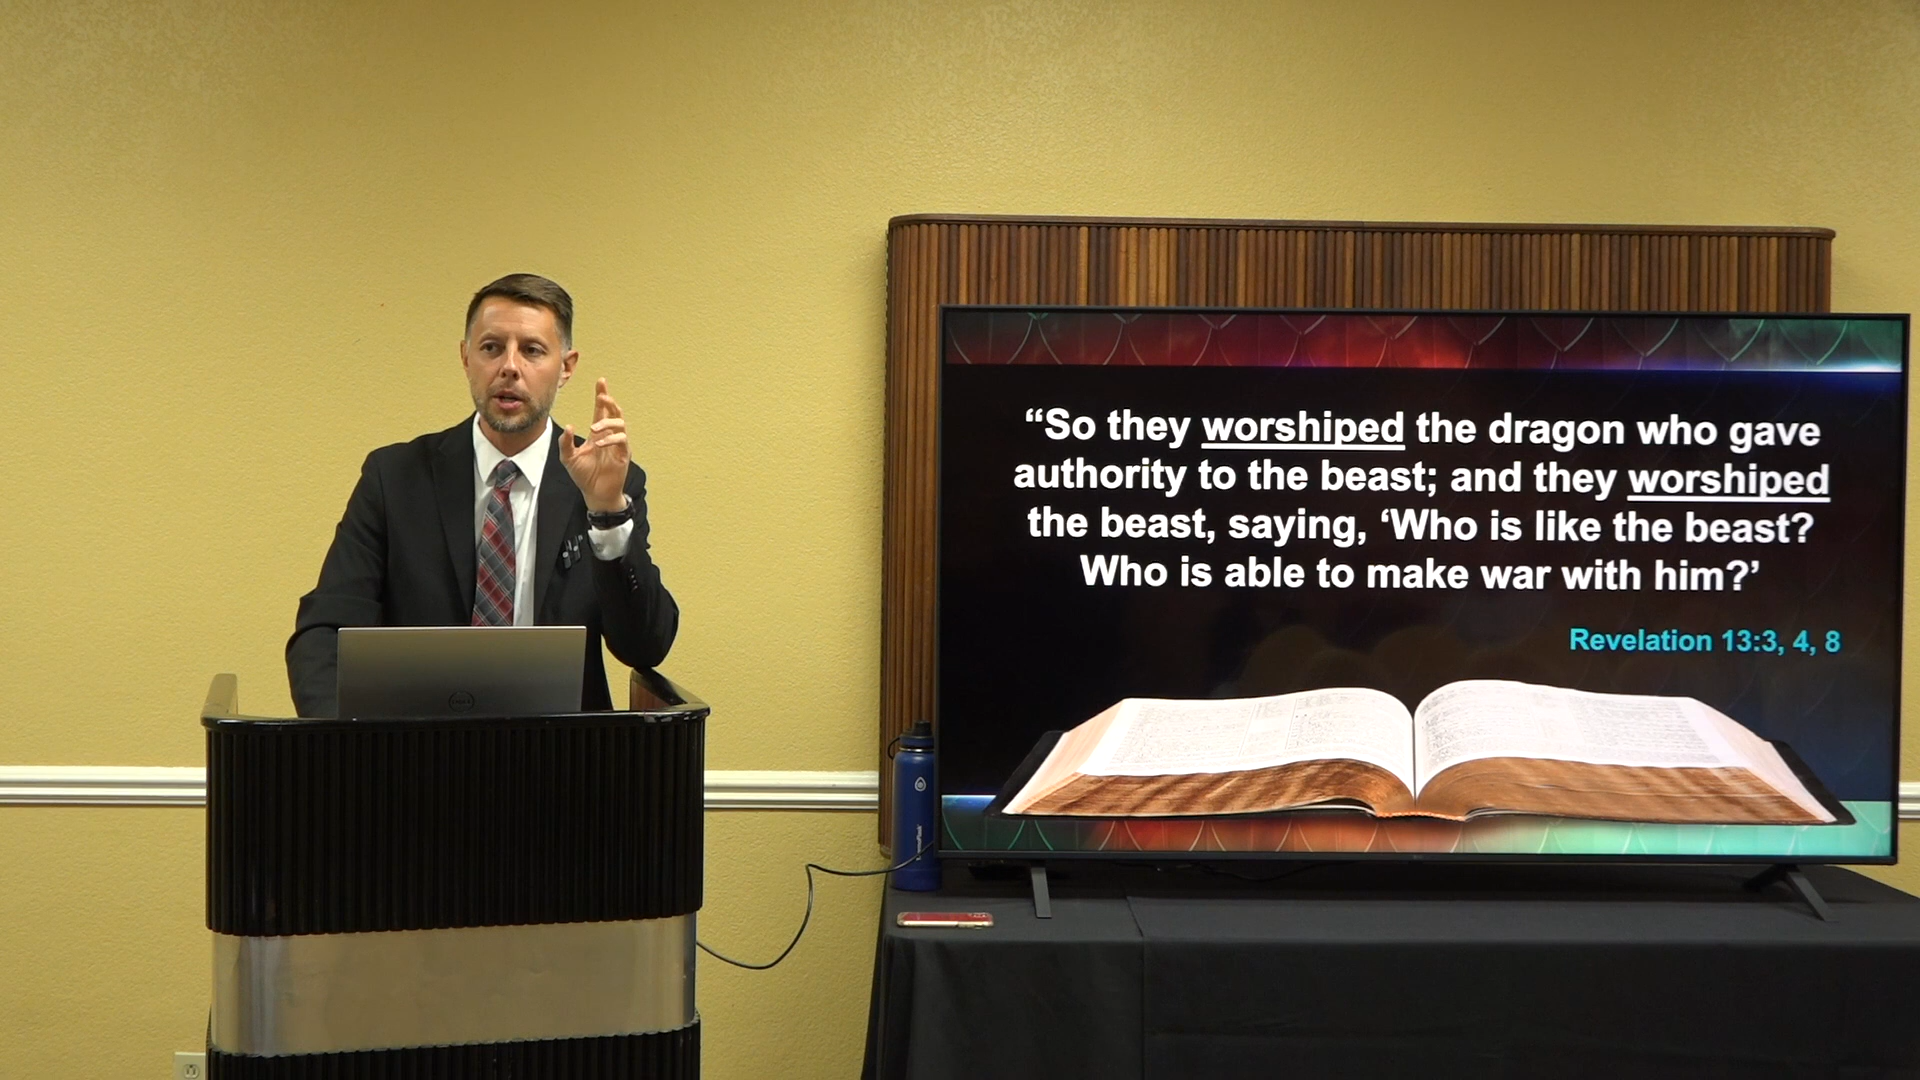 “So they worshiped the dragon who gave
authority to the beast; and they worshiped
the beast, saying, ‘Who is like the beast?
Who is able to make war with him?’
Revelation 13:3, 4, 8